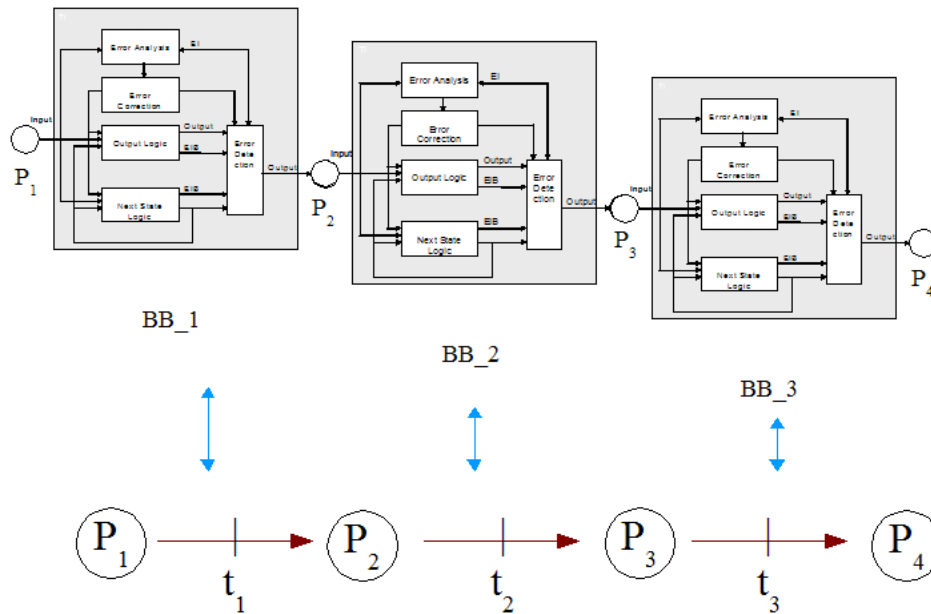 Error Analysis
EI
Error
Correction
Input
Output Logic
Output
EIB
Error
Dete
ction
Output
Next State
Logic
EIB
P1
Error Analysis
EI
Error
Correction
Input
Output Logic
Output
EIB
Error
Dete
ction
Output
Next State
Logic
EIB
P2
Error Analysis
EI
Error
Correction
Input
Output Logic
Output
EIB
Error
Dete
ction
Output
Next State
Logic
EIB
P3
P4
BB_1
BB_2
BB_3
P1
P2
P3
P4
t1
t2
t3